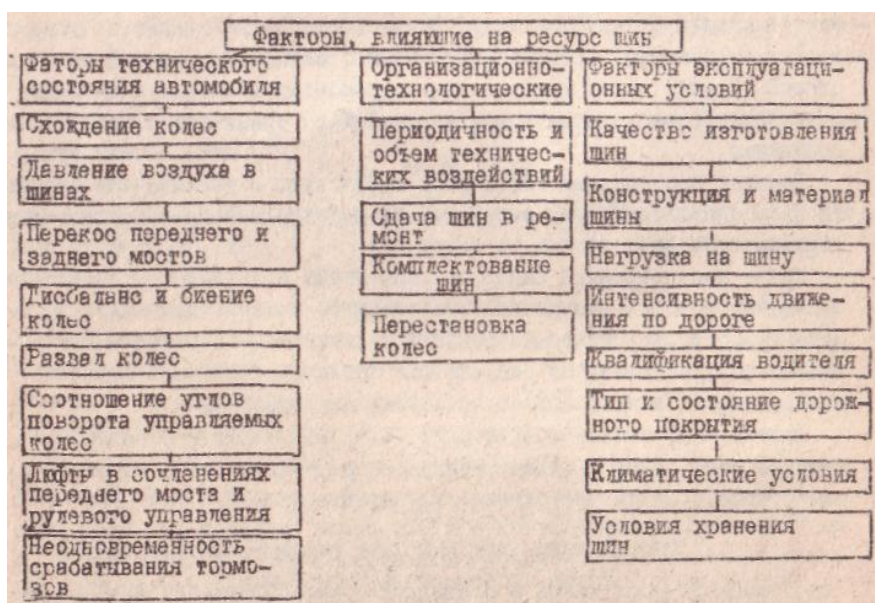 Факторы, влияющие на ресурс шин
Фаторы технического
состояния автомобиля
Схождение колес
Давление воздуха в
шинах
Перекос переднего и
заднего мостов
Дисбаланс и биение
колес
Развал колес
Соотношение углов
поворота управляемых
колес
Люфты в сочленениях
переднего моста и
рулевого управления
Неодновременность
срабатывания тормо-
зов
Организационно-
технологические
Периодичность и
объем техничес-
ких воздействий
Сдача шин в ре-
монт
Комплектование
шин
Перестановка
колес
Факторы эксплуатаци-
онных условий
Качество изготовления
шин
Конструкция и материал
шины
Нагрузка на шину
Интенсивность движе-
ния по дороге
Квалификация водителя
Тип и состояние дорож-
ного покрытия
Климатические условия
Условия хранения
шин